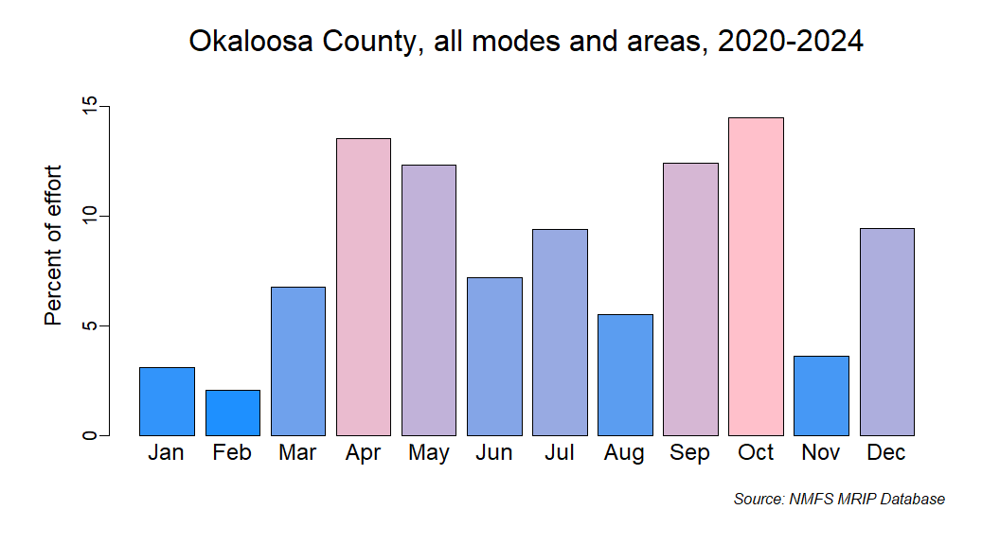 Okaloosa County, all modes and areas, 2020-2024
Percent of effort
15
10
5
0
Jan Feb Mar Apr May Jun Jul Aug Sep Oct Nov Dec
Source: NMFS MRIP Database